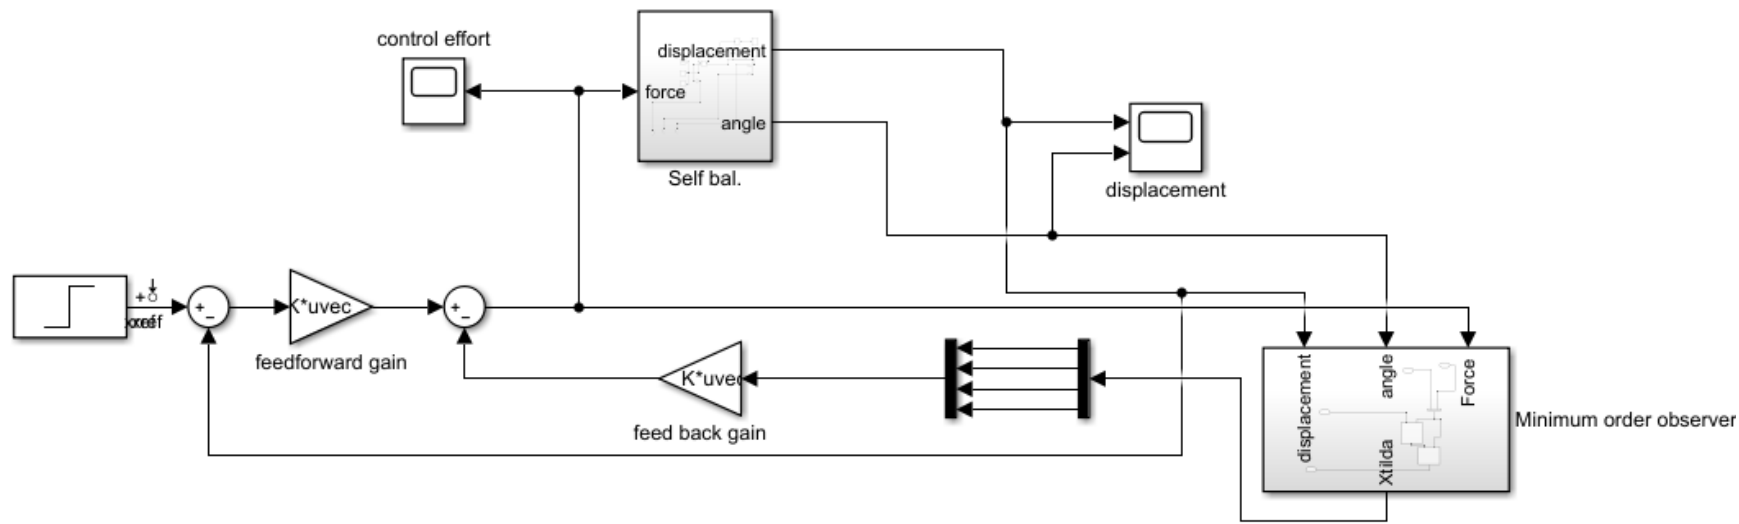 control effort
displacement
force
angle
Self bal.
displacement
+
+
−
K*uvec
feedforward gain
+
−
K*uvec
feed back gain
displacement
angle
Force
Xtilda
Minimum order observer